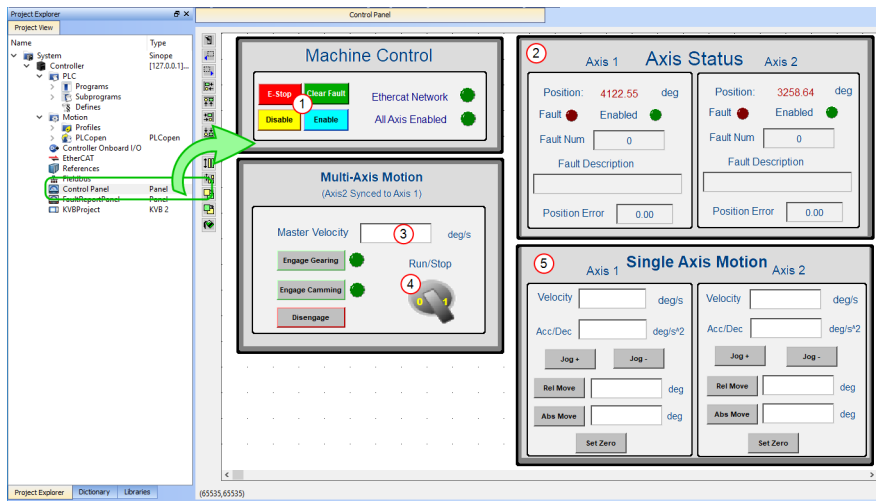 Project Explorer
Project View
Name Type
System Sinope
Controller [127.0.0.1]...
PLC
Programs
Subprograms
Defines
Motion
Profiles
PLCopen PLCopen
Controller Onboard I/O
EtherCAT
References
Fieldbus
Control Panel Panel
FaultReportPanel Panel
KVBProject KVB 2
Project Explorer Dictionary Libraries
Control Panel
Machine Control
E-Stop Clear Fault
1
Disable Enable
Ethercat Network
All Axis Enabled
Multi-Axis Motion
(Axis2 Synced to Axis 1)
Master Velocity 3 deg/s
Engage Gearing
Run/Stop
4
Engage Camming
0 1
Disengage
2
Axis 1 Axis Status Axis 2
Position: 4122.55 deg
Fault Enabled
Fault Num 0
Fault Description
Position Error 0.00
Position: 3258.64 deg
Fault Enabled
Fault Num 0
Fault Description
Position Error 0.00
5
Axis 1 Single Axis Motion Axis 2
Velocity deg/s
Acc/Dec deg/s^2
Jog + Jog -
Rel Move deg
Abs Move deg
Set Zero
Velocity deg/s
Acc/Dec deg/s^2
Jog + Jog -
Rel Move deg
Abs Move deg
Set Zero
(65535,65535)